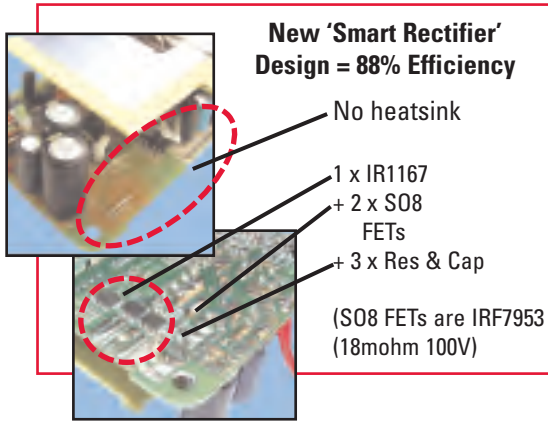 New ‘Smart Rectifier’
Design = 88% Efficiency
No heatsink
1 x IR1167
+ 2 x SO8
FETs
+ 3 x Res & Cap
(SO8 FETs are IRF7953
(18mohm 100V)